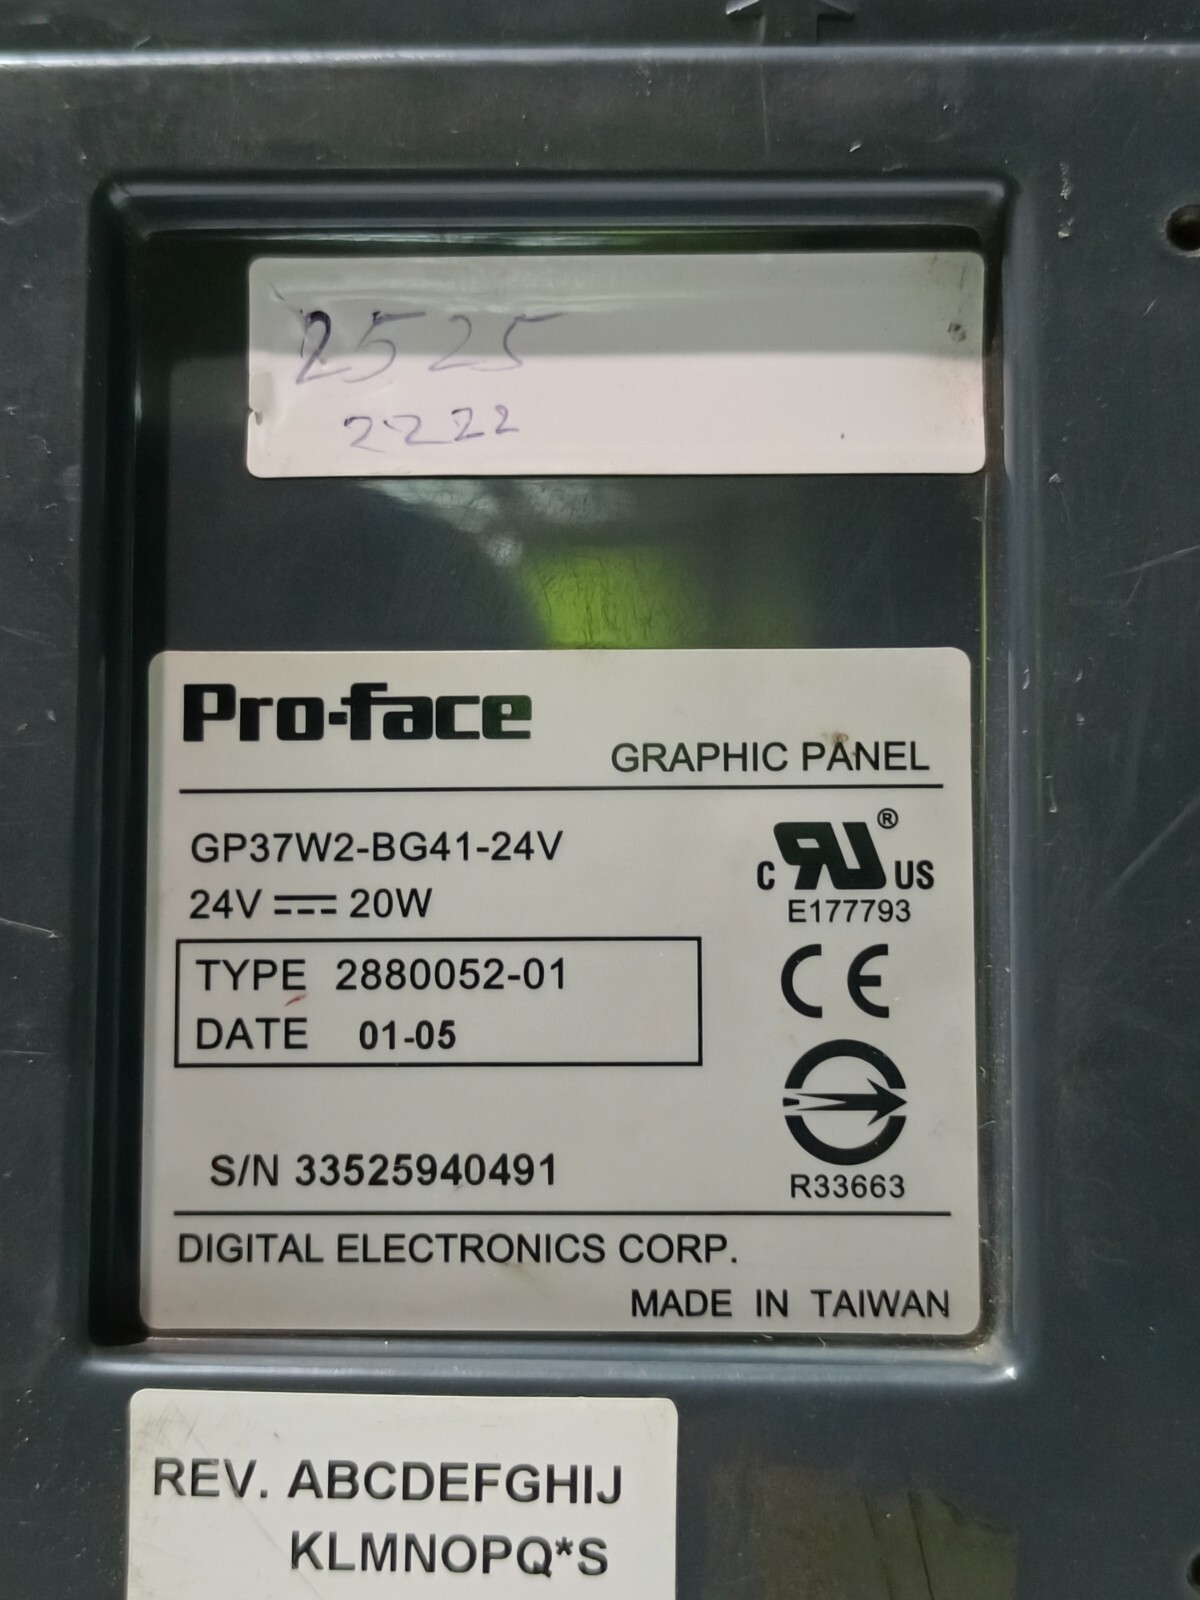 2525
2222
Pro-face
GRAPHIC PANEL
GP37W2-BG41-24V
24V 20W
c RU® US
E177793
TYPE 2880052-01
CE
DATE 01-05
S/N 33525940491
R33663
DIGITAL ELECTRONICS CORP.
MADE IN TAIWAN
REV. ABCDEFGHIJ
KLMNOPQ*S